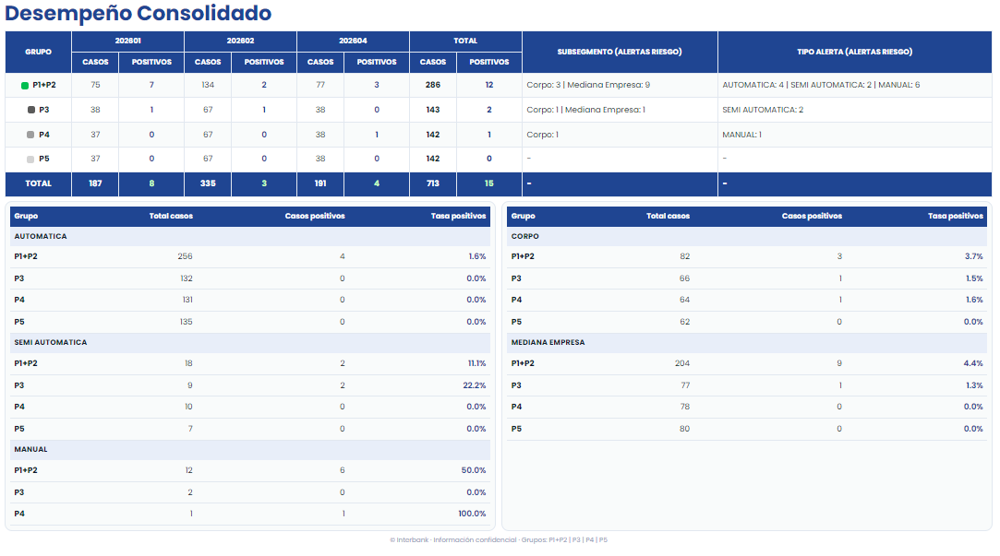 Desempeño Consolidado
GRUPO 202601 202602 202604 TOTAL SUBSEGMENTO (ALERTAS RIESGO) TIPO ALERTA (ALERTAS RIESGO)
CASOS POSITIVOS CASOS POSITIVOS CASOS POSITIVOS CASOS POSITIVOS
P1+P2 75 7 134 2 77 3 286 12 Corpo: 3 | Mediana Empresa: 9 AUTOMATICA: 4 | SEMI AUTOMATICA: 2 | MANUAL: 6
P3 38 1 67 1 38 0 143 2 Corpo: 1 | Mediana Empresa: 1 SEMI AUTOMATICA: 2
P4 37 0 67 0 38 1 142 1 Corpo: 1 MANUAL: 1
P5 37 0 67 0 38 0 142 0 - -
TOTAL 187 8 335 3 191 4 713 15 - -
Grupo Total casos Casos positivos Tasa positivos
AUTOMATICA
P1+P2 256 4 1.6%
P3 132 0 0.0%
P4 131 0 0.0%
P5 135 0 0.0%
SEMI AUTOMATICA
P1+P2 18 2 11.1%
P3 9 2 22.2%
P4 10 0 0.0%
P5 7 0 0.0%
MANUAL
P1+P2 12 6 50.0%
P3 2 0 0.0%
P4 1 1 100.0%
Grupo Total casos Casos positivos Tasa positivos
CORPO
P1+P2 82 3 3.7%
P3 66 1 1.5%
P4 64 1 1.6%
P5 62 0 0.0%
MEDIANA EMPRESA
P1+P2 204 9 4.4%
P3 77 1 1.3%
P4 78 0 0.0%
P5 80 0 0.0%
© Interbank · Información confidencial · Grupos: P1+P2 | P3 | P4 | P5